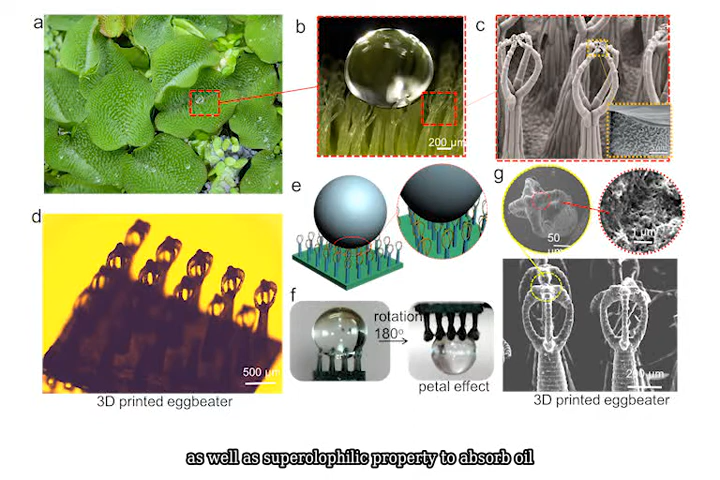 a
b
c
200 μm
d
e
g
50
μm
1 μm
f
rotation
180°
500 μm
petal effect
200 μm
3D printed eggbeater
3D printed eggbeater
as well as superolophilic property to absorb oil